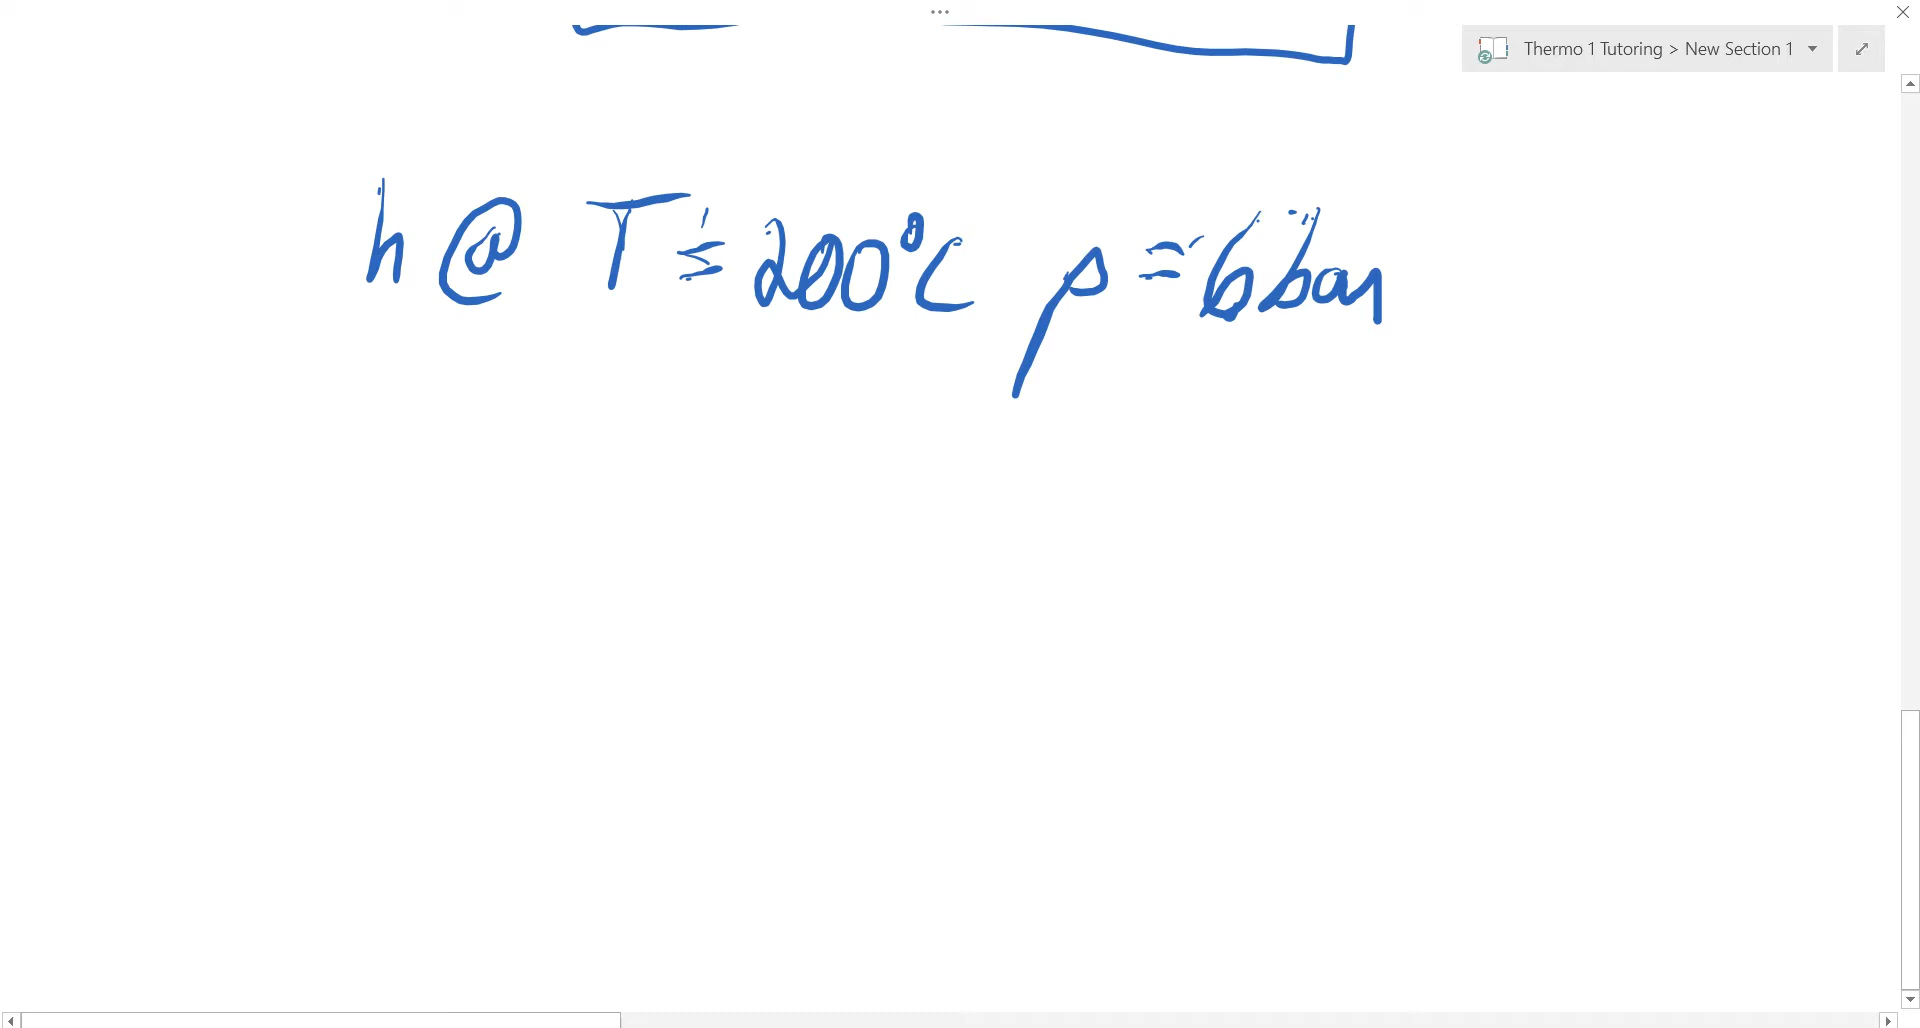 Thermo 1 Tutoring > New Section 1
h @ T = 200°C p = 6 bar